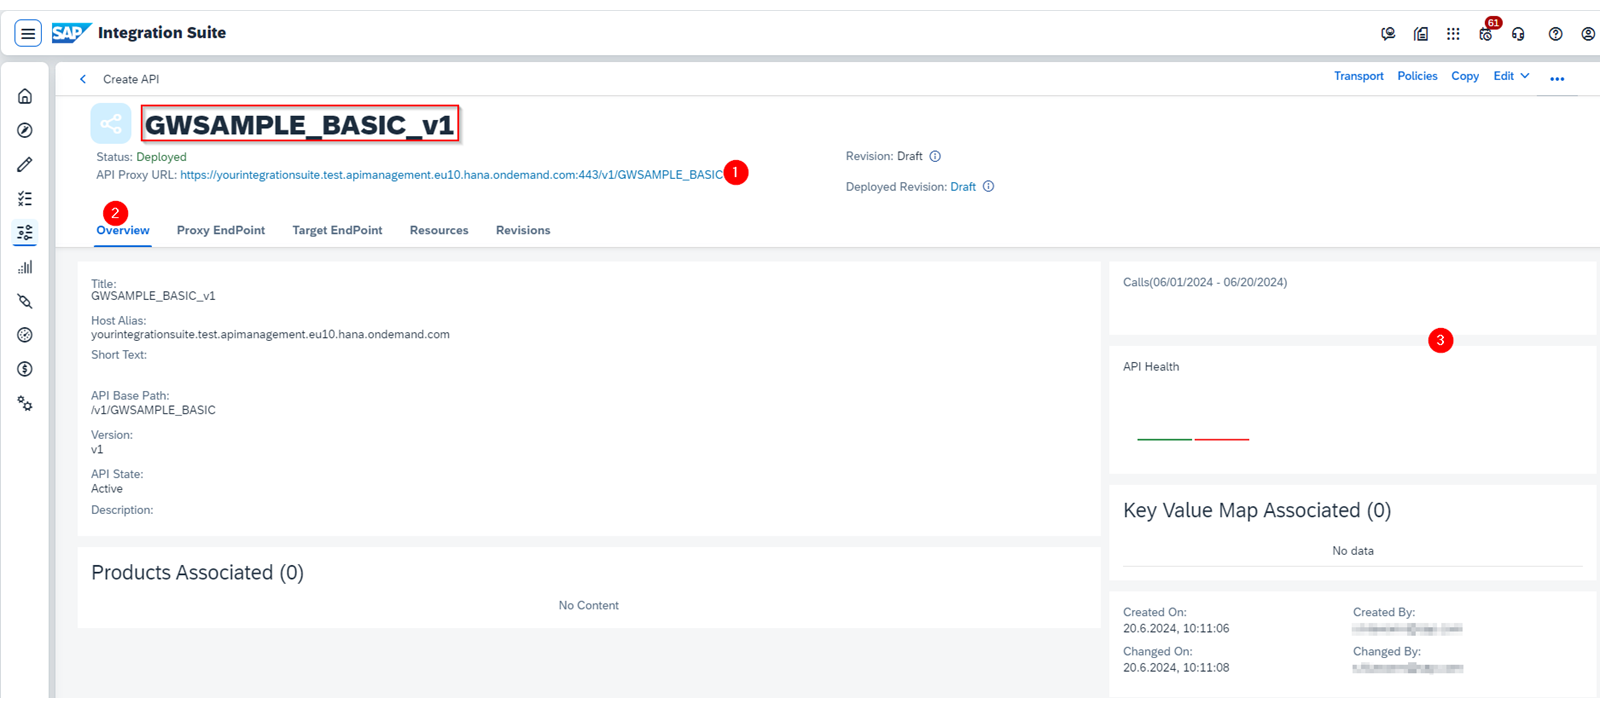 SAP Integration Suite
61
Create API
Transport Policies Copy Edit
GWSAMPLE_BASIC_v1
Status: Deployed
API Proxy URL: https://yourintegrationsuite.test.apimanagement.eu10.hana.ondemand.com:443/v1/GWSAMPLE_BASIC
1
Revision: Draft
Deployed Revision: Draft
2
Overview Proxy EndPoint Target EndPoint Resources Revisions
Title:
GWSAMPLE_BASIC_v1
Host Alias:
yourintegrationsuite.test.apimanagement.eu10.hana.ondemand.com
Short Text:
API Base Path:
/v1/GWSAMPLE_BASIC
Version:
v1
API State:
Active
Description:
Products Associated (0)
No Content
Calls(06/01/2024 - 06/20/2024)
3
API Health
Key Value Map Associated (0)
No data
Created On:
20.6.2024, 10:11:06
Created By:
Changed On:
20.6.2024, 10:11:08
Changed By: